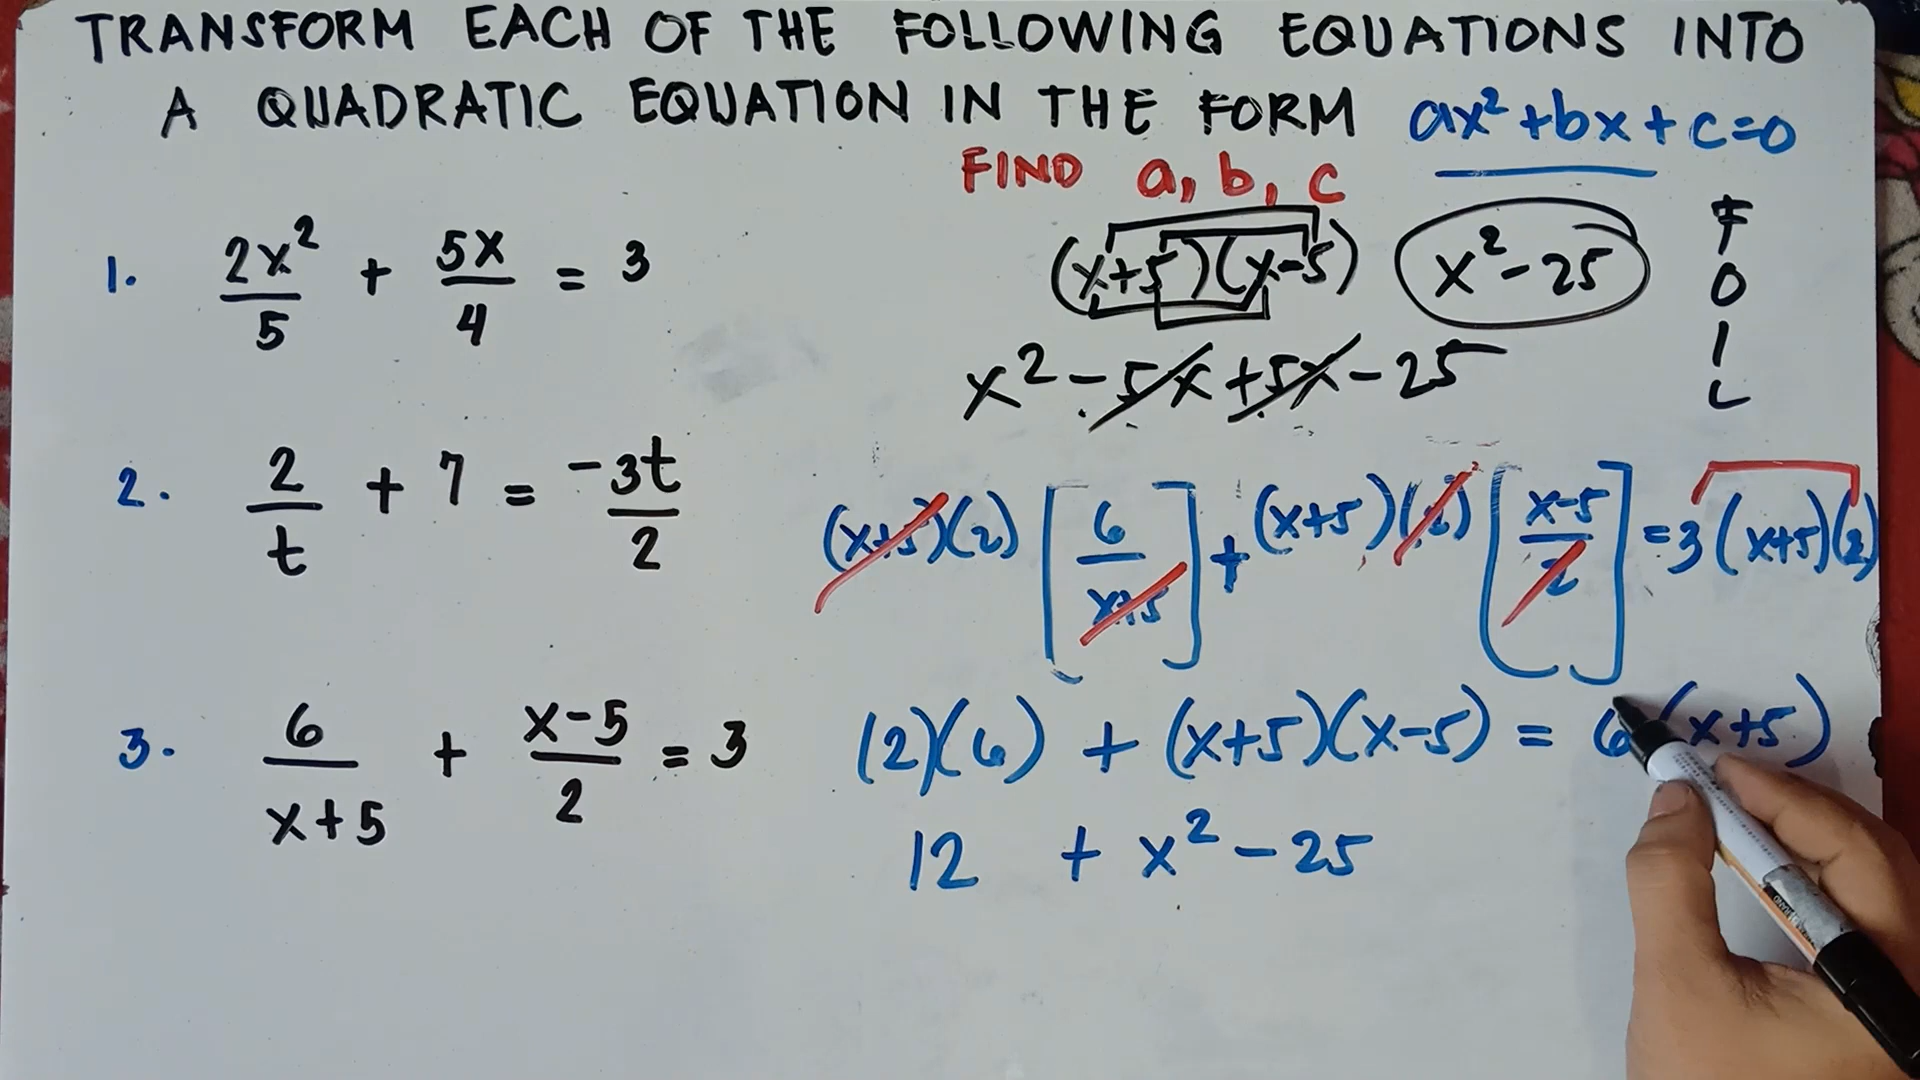 TRANSFORM EACH OF THE FOLLOWING EQUATIONS INTO
A QUADRATIC EQUATION IN THE FORM ax²+bx+c=0
FIND a, b, c
1. 2x²/5 + 5x/4 = 3
(x+5)(x-5) x²-25
F
O
I
L
x²-5x+5x-25
2. 2/t + 7 = -3t/2
(x+5)(2)[6/x+5]+(x+5)(2)[x-5/2]=3(x+5)(2)
3. 6/x+5 + x-5/2 = 3
(2)(6) + (x+5)(x-5) = 6(x+5)
12 + x²-25